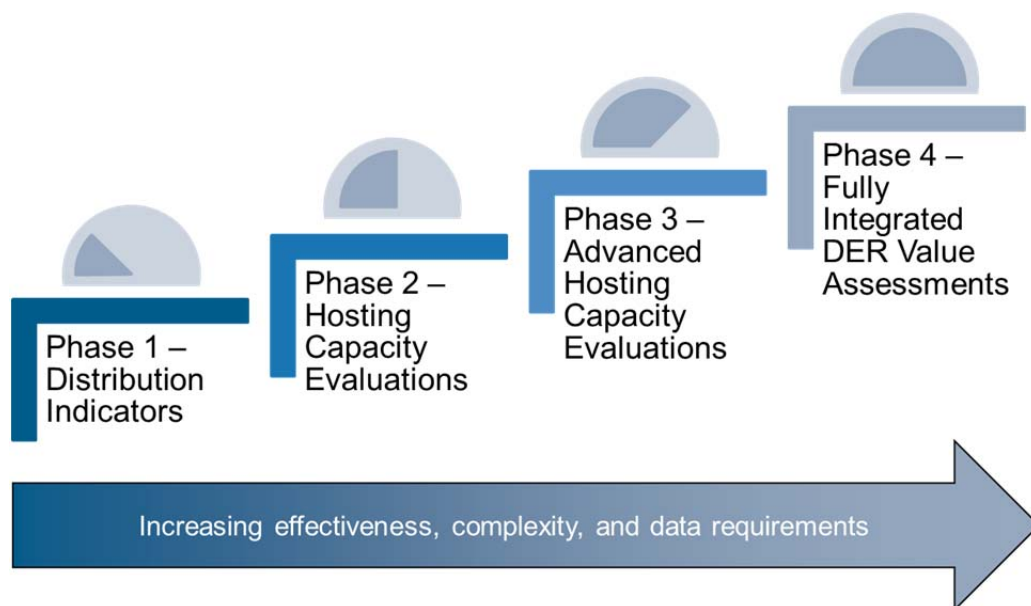 Phase 1 –
Distribution
Indicators
Phase 2 –
Hosting
Capacity
Evaluations
Phase 3 –
Advanced
Hosting
Capacity
Evaluations
Phase 4 –
Fully
Integrated
DER Value
Assessments
Increasing effectiveness, complexity, and data requirements